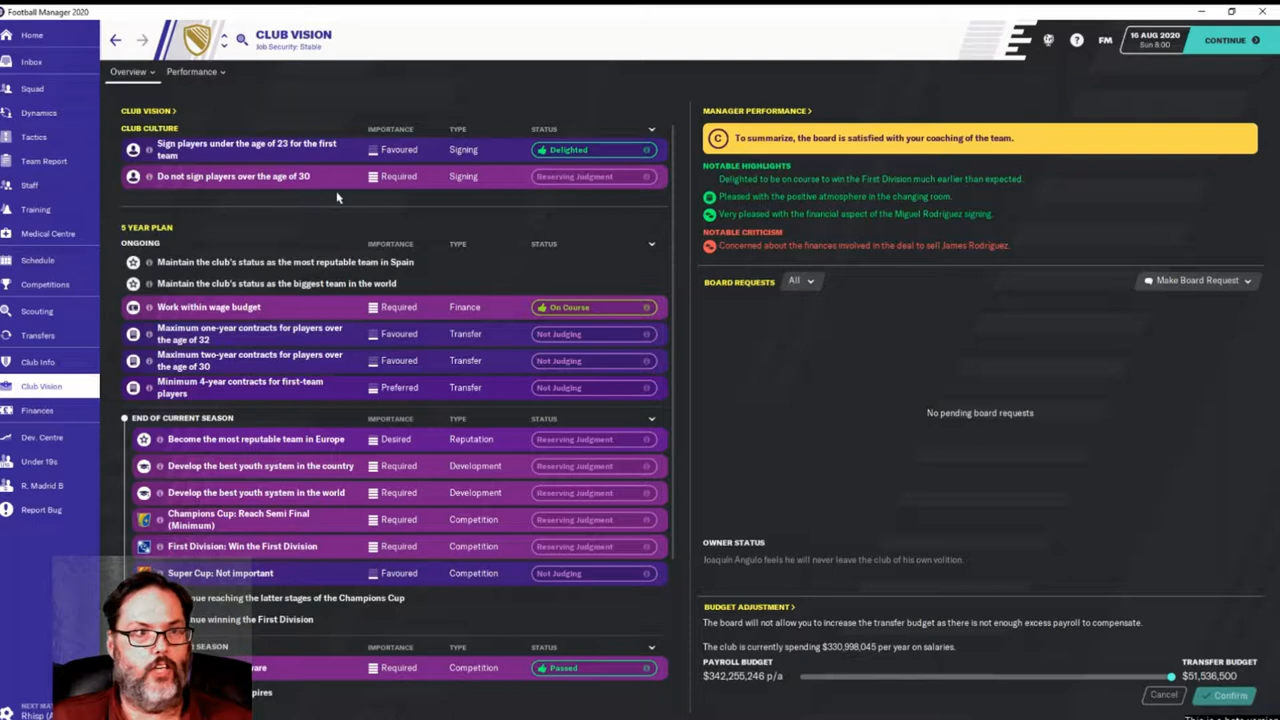 Football Manager 2020
Home
Inbox
Squad
Dynamics
Tactics
Team Report
Staff
Training
Medical Centre
Schedule
Competitions
Scouting
Transfers
Club Info
Club Vision
Finances
Dev. Centre
Under 19s
R. Madrid B
Report Bug
NEXT MA
Rhisp (A
CLUB VISION
Job Security: Stable
FM
16 AUG 2020
Sun 8:00
CONTINUE
Overview
Performance
CLUB VISION >
CLUB CULTURE IMPORTANCE TYPE STATUS
Sign players under the age of 23 for the first
team
Favoured Signing Delighted
Do not sign players over the age of 30 Required Signing Reserving Judgment
5 YEAR PLAN
ONGOING IMPORTANCE TYPE STATUS
Maintain the club's status as the most reputable team in Spain
Maintain the club's status as the biggest team in the world
Work within wage budget Required Finance On Course
Maximum one-year contracts for players over
the age of 32
Favoured Transfer Not Judging
Maximum two-year contracts for players over
the age of 30
Favoured Transfer Not Judging
Minimum 4-year contracts for first-team
players
Preferred Transfer Not Judging
END OF CURRENT SEASON IMPORTANCE TYPE STATUS
Become the most reputable team in Europe Desired Reputation Reserving Judgment
Develop the best youth system in the country Required Development Reserving Judgment
Develop the best youth system in the world Required Development Reserving Judgment
Champions Cup: Reach Semi Final
(Minimum)
Required Competition Reserving Judgment
First Division: Win the First Division Required Competition Reserving Judgment
Super Cup: Not important Favoured Competition Not Judging
nue reaching the latter stages of the Champions Cup
nue winning the First Division
SEASON IMPORTANCE TYPE STATUS
ware Required Competition Passed
xpires
MANAGER PERFORMANCE >
C To summarize, the board is satisfied with your coaching of the team.
NOTABLE HIGHLIGHTS
Delighted to be on course to win the First Division much earlier than expected.
Pleased with the positive atmosphere in the changing room.
Very pleased with the financial aspect of the Miguel Rodríguez signing.
NOTABLE CRITICISM
Concerned about the finances involved in the deal to sell James Rodríguez.
BOARD REQUESTS All Make Board Request
No pending board requests
OWNER STATUS
Joaquín Angulo feels he will never leave the club of his own volition.
BUDGET ADJUSTMENT >
The board will not allow you to increase the transfer budget as there is not enough excess payroll to compensate.
The club is currently spending $330,998,045 per year on salaries.
PAYROLL BUDGET TRANSFER BUDGET
$342,255,246 p/a $51,536,500
Cancel Confirm